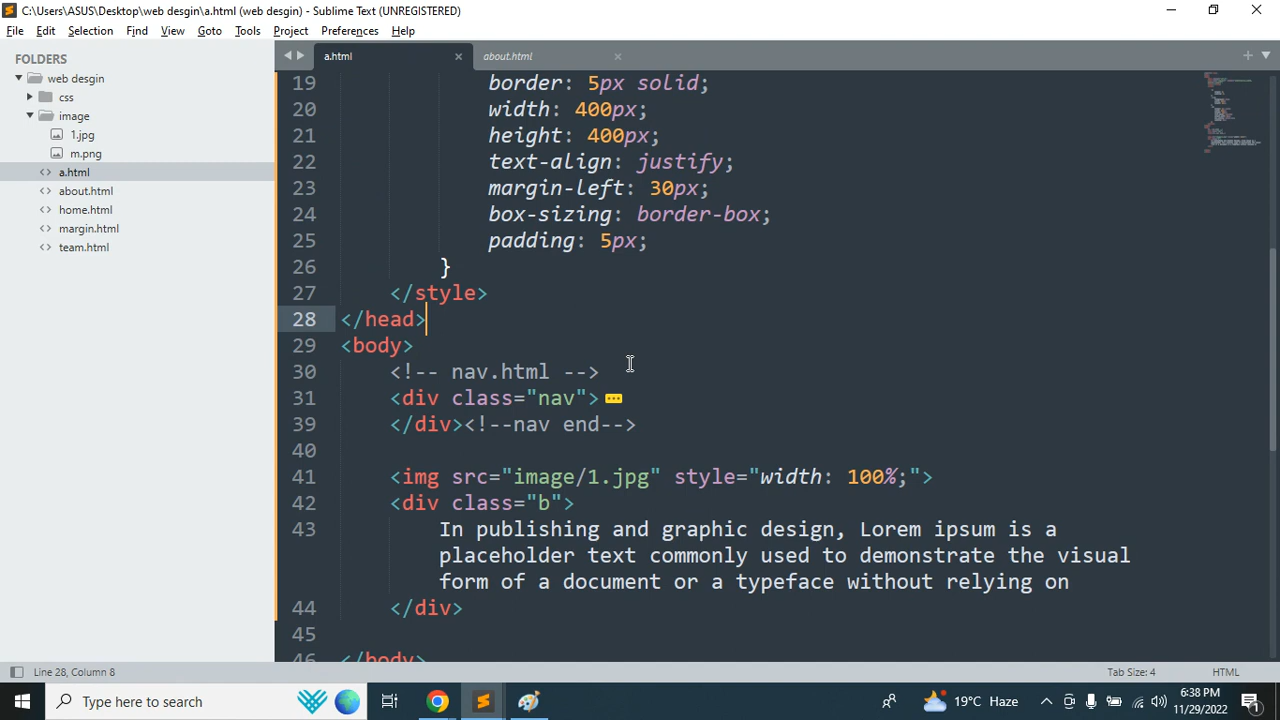 C:\Users\ASUS\Desktop\web desgin\a.html (web desgin) - Sublime Text (UNREGISTERED)
File Edit Selection Find View Goto Tools Project Preferences Help
FOLDERS
web desgin
css
image
1.jpg
m.png
a.html
about.html
home.html
margin.html
team.html
a.html about.html
19 border: 5px solid;
20 width: 400px;
21 height: 400px;
22 text-align: justify;
23 margin-left: 30px;
24 box-sizing: border-box;
25 padding: 5px;
26 }
27 </style>
28 </head>
29 <body>
30 <!-- nav.html -->
31 <div class="nav">
39 </div><!--nav end-->
40
41 <img src="image/1.jpg" style="width: 100%;">
42 <div class="b">
43 In publishing and graphic design, Lorem ipsum is a
placeholder text commonly used to demonstrate the visual
form of a document or a typeface without relying on
44 </div>
45
46 </body>
Line 28, Column 8 Tab Size: 4 HTML
Type here to search 19°C Haze 6:38 PM
11/29/2022 1